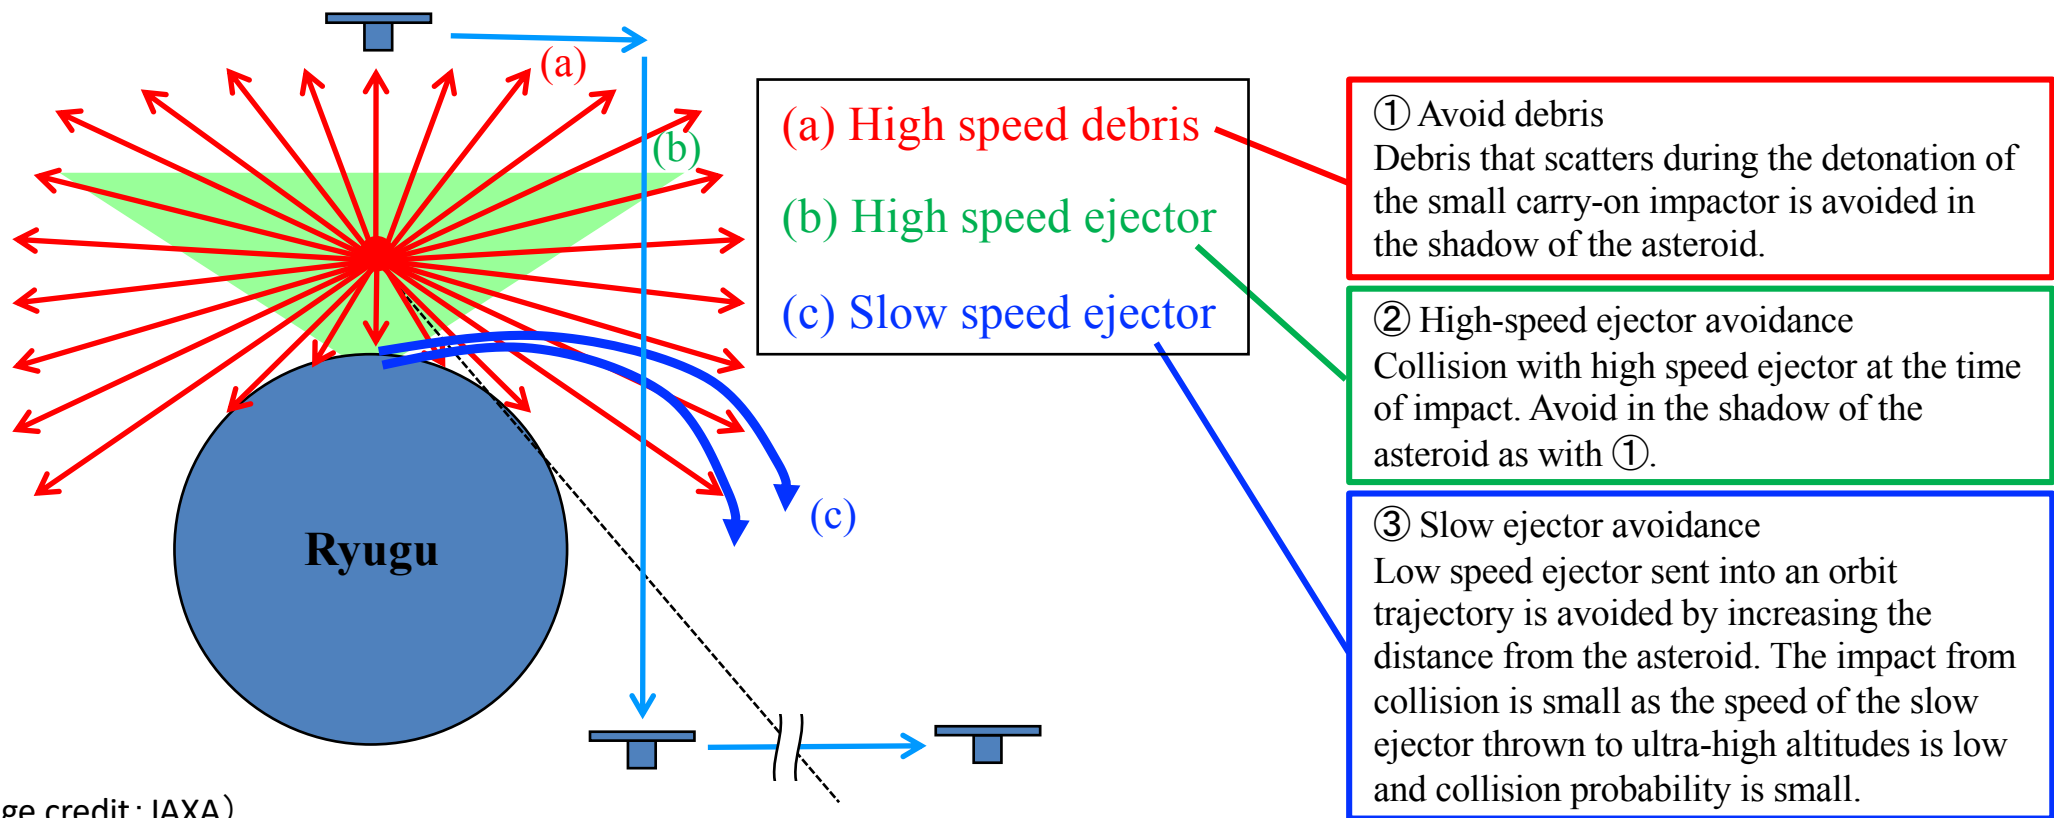 (a)
(b)
(c)
Ryugu
(a) High speed debris
(b) High speed ejector
(c) Slow speed ejector
① Avoid debris
Debris that scatters during the detonation of
the small carry-on impactor is avoided in
the shadow of the asteroid.
② High-speed ejector avoidance
Collision with high speed ejector at the time
of impact. Avoid in the shadow of the
asteroid as with ①.
③ Slow ejector avoidance
Low speed ejector sent into an orbit
trajectory is avoided by increasing the
distance from the asteroid. The impact from
collision is small as the speed of the slow
ejector thrown to ultra-high altitudes is low
and collision probability is small.
ge credit: JAXA）